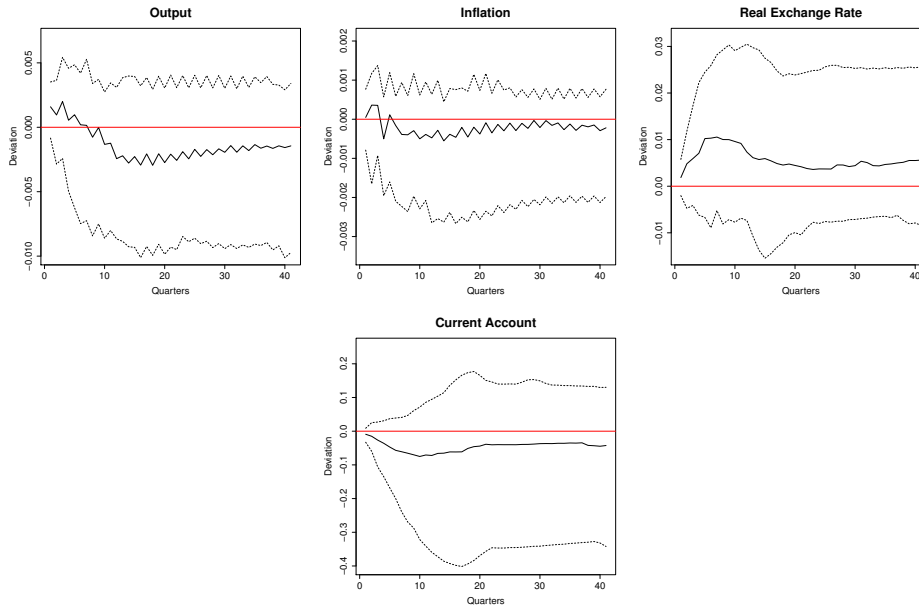 Output
Deviation
0.005
0.000
−0.005
−0.010
0 10 20 30 40
Quarters
Inflation
Deviation
0.002
0.001
0.000
−0.001
−0.002
−0.003
0 10 20 30 40
Quarters
Real Exchange Rate
Deviation
0.03
0.02
0.01
0.00
−0.01
0 10 20 30 40
Quarters
Current Account
Deviation
0.2
0.1
0.0
−0.1
−0.2
−0.3
−0.4
0 10 20 30 40
Quarters